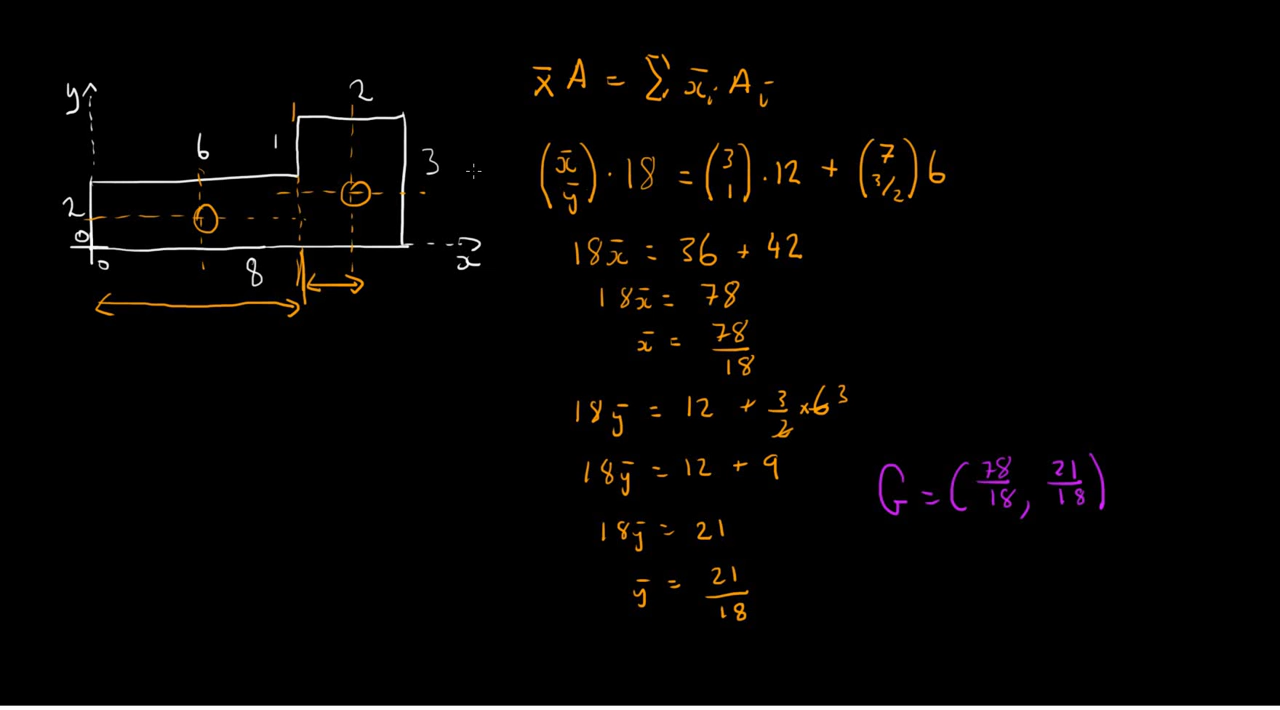 y
2
6
1
3
2
0
0
8
x
x̄ A = Σ x̄ᵢ Aᵢ
(x̄ ȳ) · 18 = (3 1) · 12 + (7 3/2) 6
18x̄ = 36 + 42
18x̄ = 78
x̄ = 78/18
18ȳ = 12 + 3/2 × 6 3
18ȳ = 12 + 9
18ȳ = 21
ȳ = 21/18
G = (78/18, 21/18)